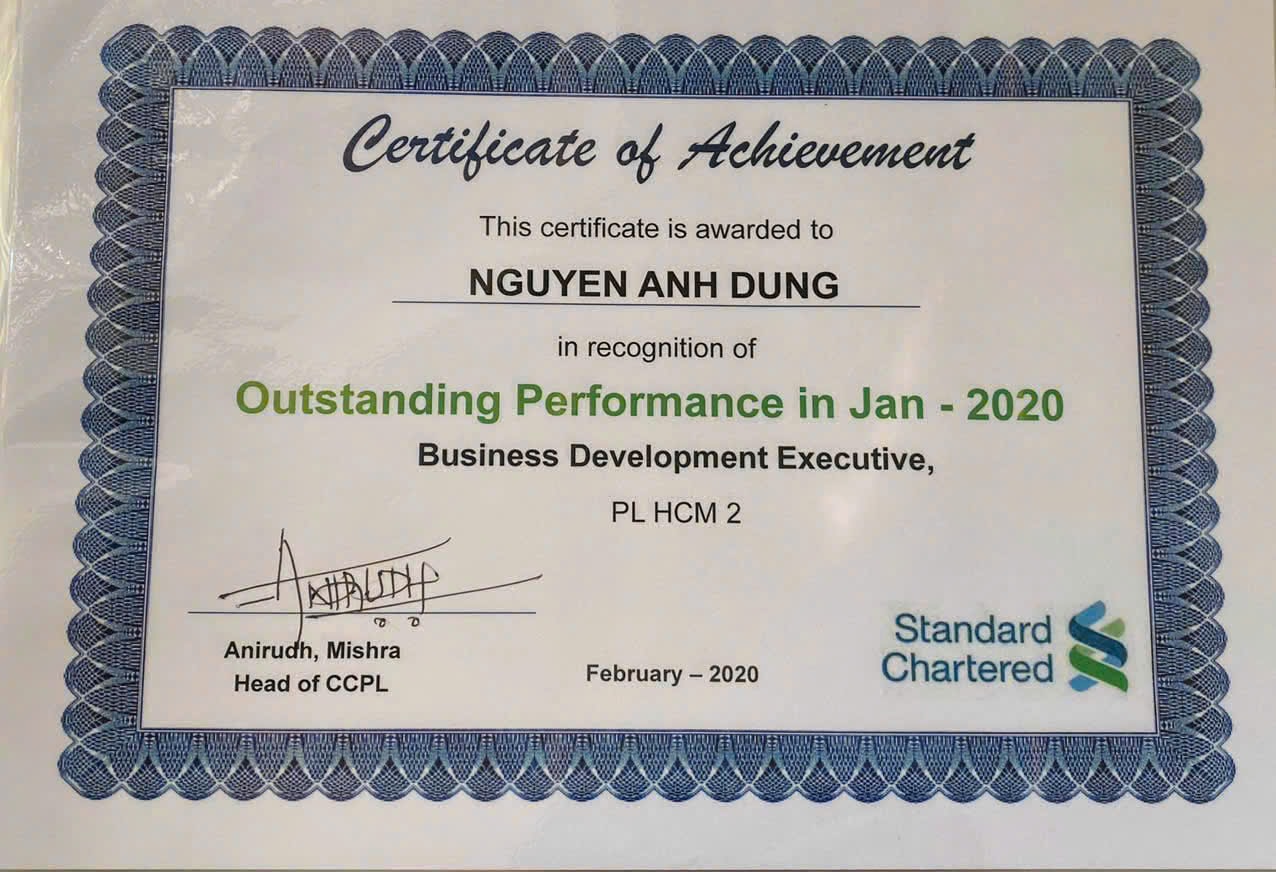 Certificate of Achievement
This certificate is awarded to
NGUYEN ANH DUNG
in recognition of
Outstanding Performance in Jan - 2020
Business Development Executive,
PL HCM 2
ANIRUDH
Anirudh, Mishra
Head of CCPL
February – 2020
Standard
Chartered